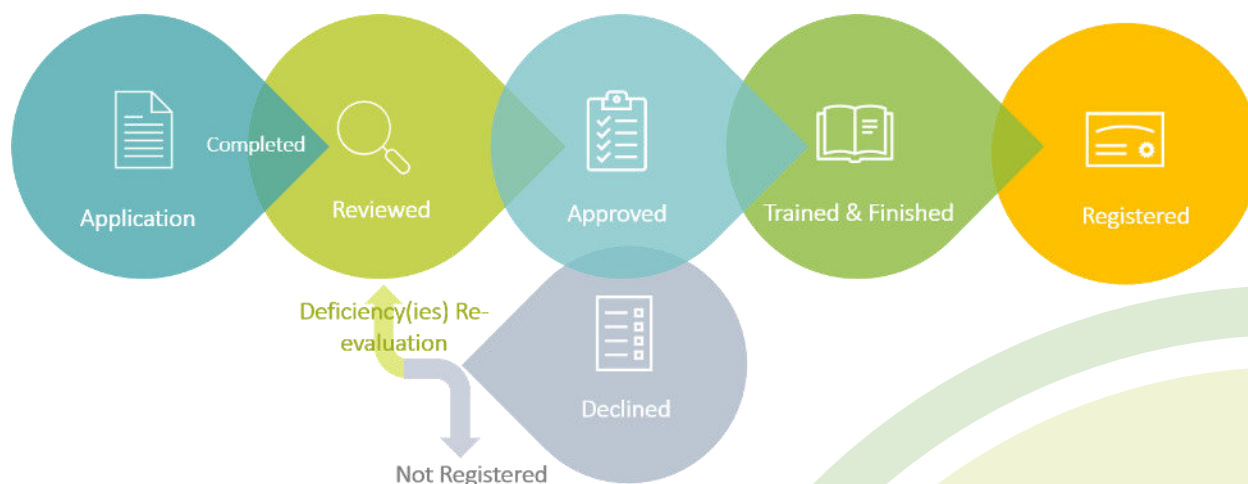 Application
Completed
Reviewed
Approved
Trained & Finished
Registered
Deficiency(ies) Re-
evaluation
Declined
Not Registered